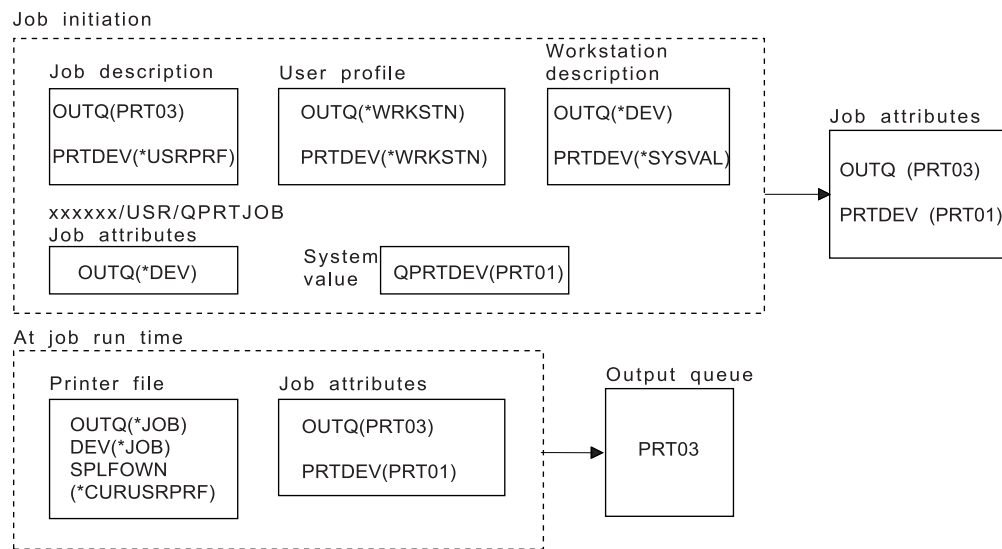 Job initiation
Job description
OUTQ(PRT03)
PRTDEV(*USRPRF)
User profile
OUTQ(*WRKSTN)
PRTDEV(*WRKSTN)
Workstation
description
OUTQ(*DEV)
PRTDEV(*SYSVAL)
Job attributes
OUTQ (PRT03)
PRTDEV (PRT01)
xxxxxx/USR/QPRTJOB
Job attributes
OUTQ(*DEV)
System
value
QPRTDEV(PRT01)
At job run time
Printer file
OUTQ(*JOB)
DEV(*JOB)
SPLFOWN
(*CURUSRPRF)
Job attributes
OUTQ(PRT03)
PRTDEV(PRT01)
Output queue
PRT03